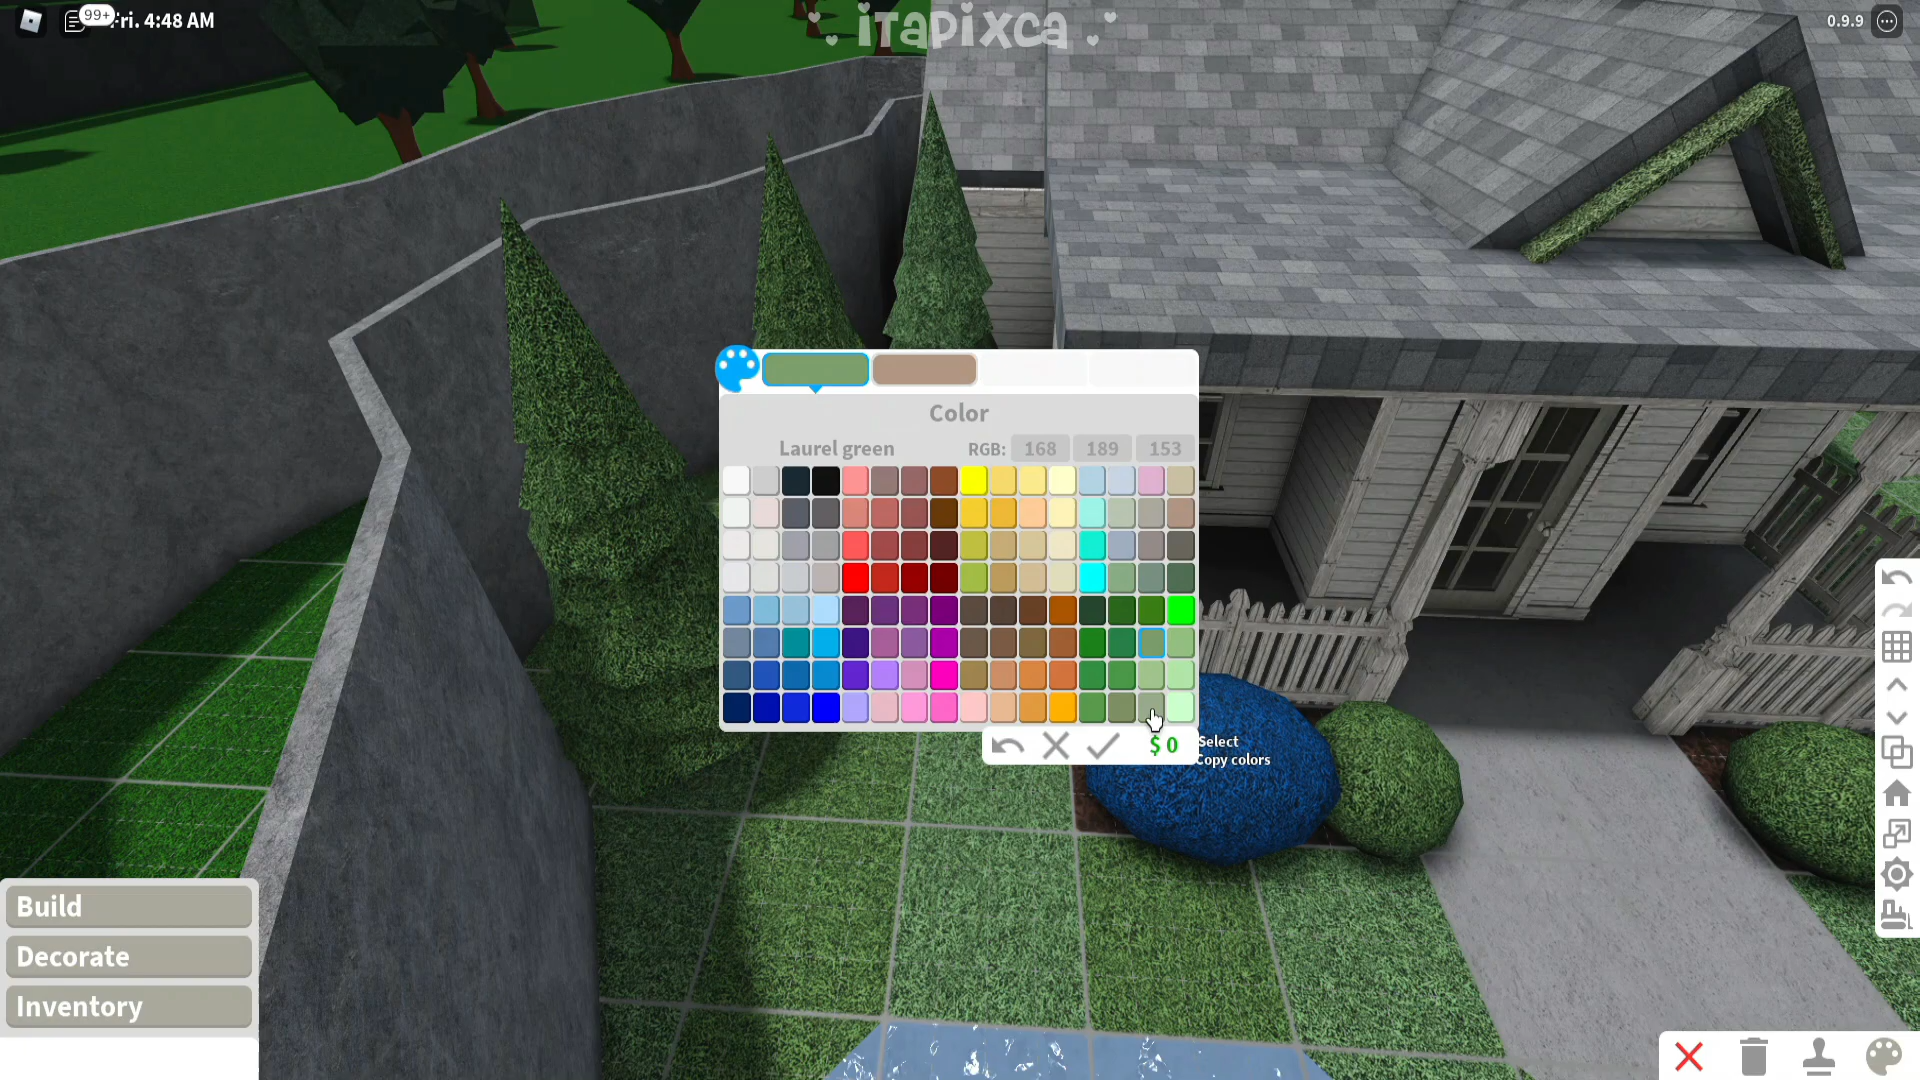 99+
Fri. 4:48 AM
iTapixca
0.9.9
Color
Laurel green
RGB: 168 189 153
$ 0
Select
Copy colors
Build
Decorate
Inventory